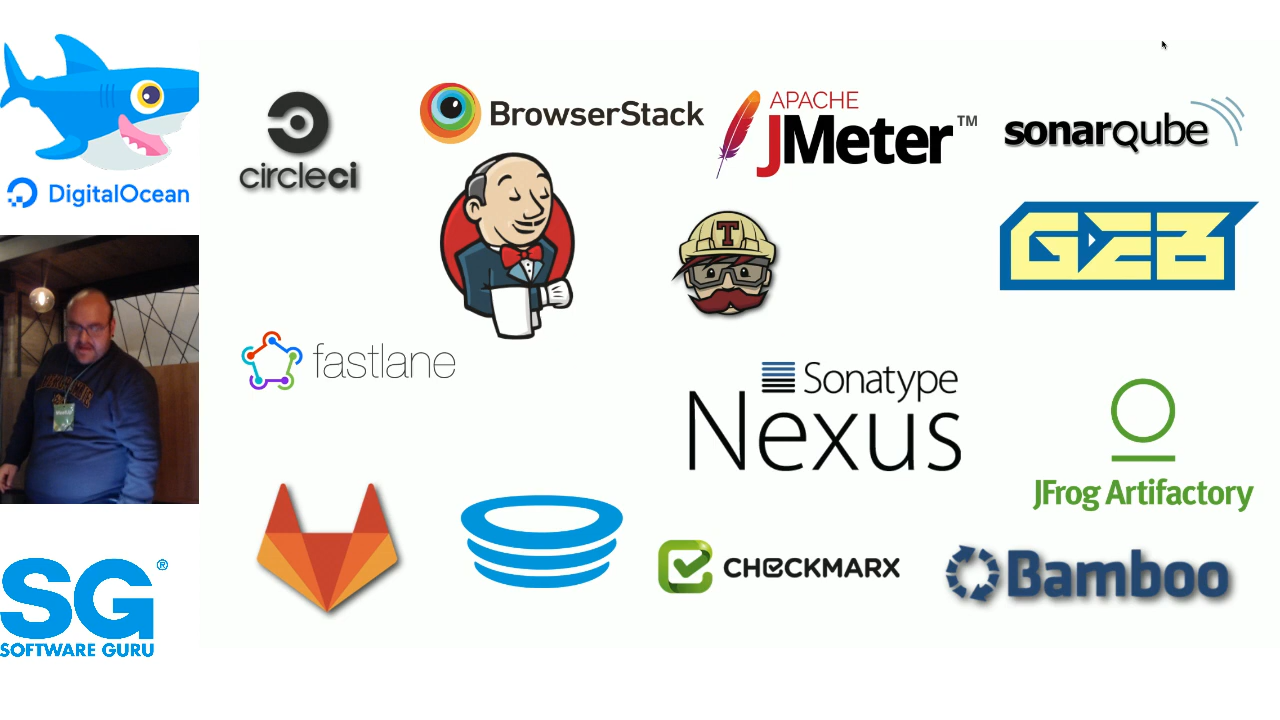 DigitalOcean
SG®
SOFTWARE GURU
circleci
BrowserStack
APACHE
JMeter™
sonarqube
T
GEB
fastlane
Sonatype
Nexus
JFrog Artifactory
CHECKMARX
Bamboo